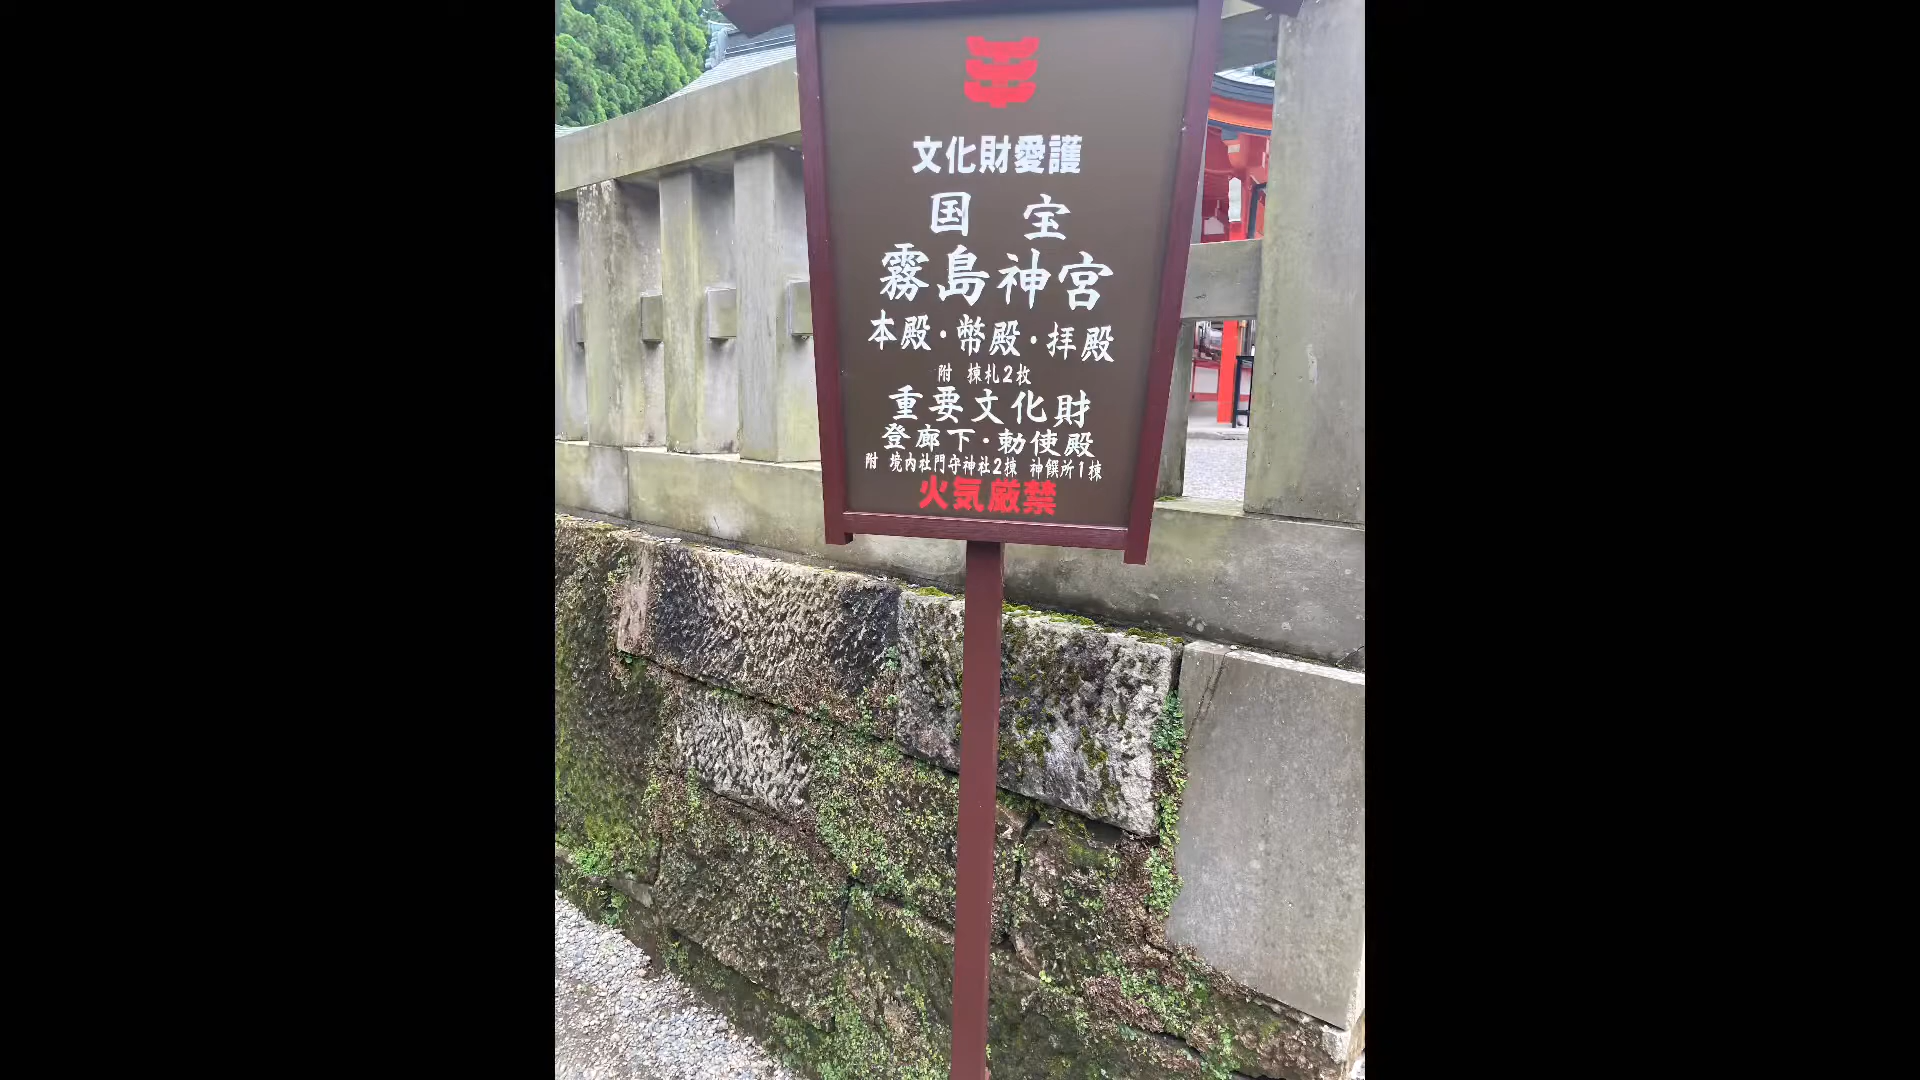 文化財愛護
国 宝
霧島神宮
本殿・幣殿・拝殿
附 棟札2枚
重要文化財
登廊下・勅使殿
附 境内社門守神社2棟 神饌所1棟
火気厳禁